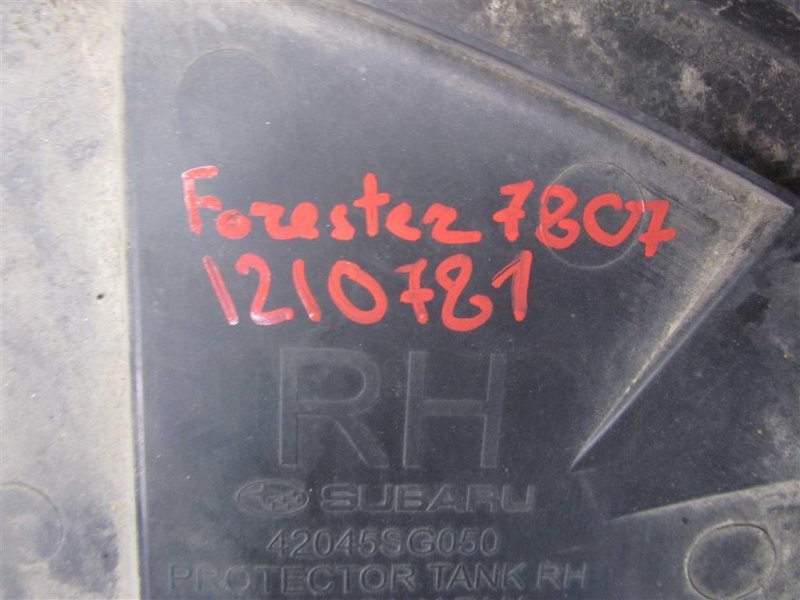 Forester 7807
1210781
RH
SUBARU
42045SG050
PROTECTOR TANK RH